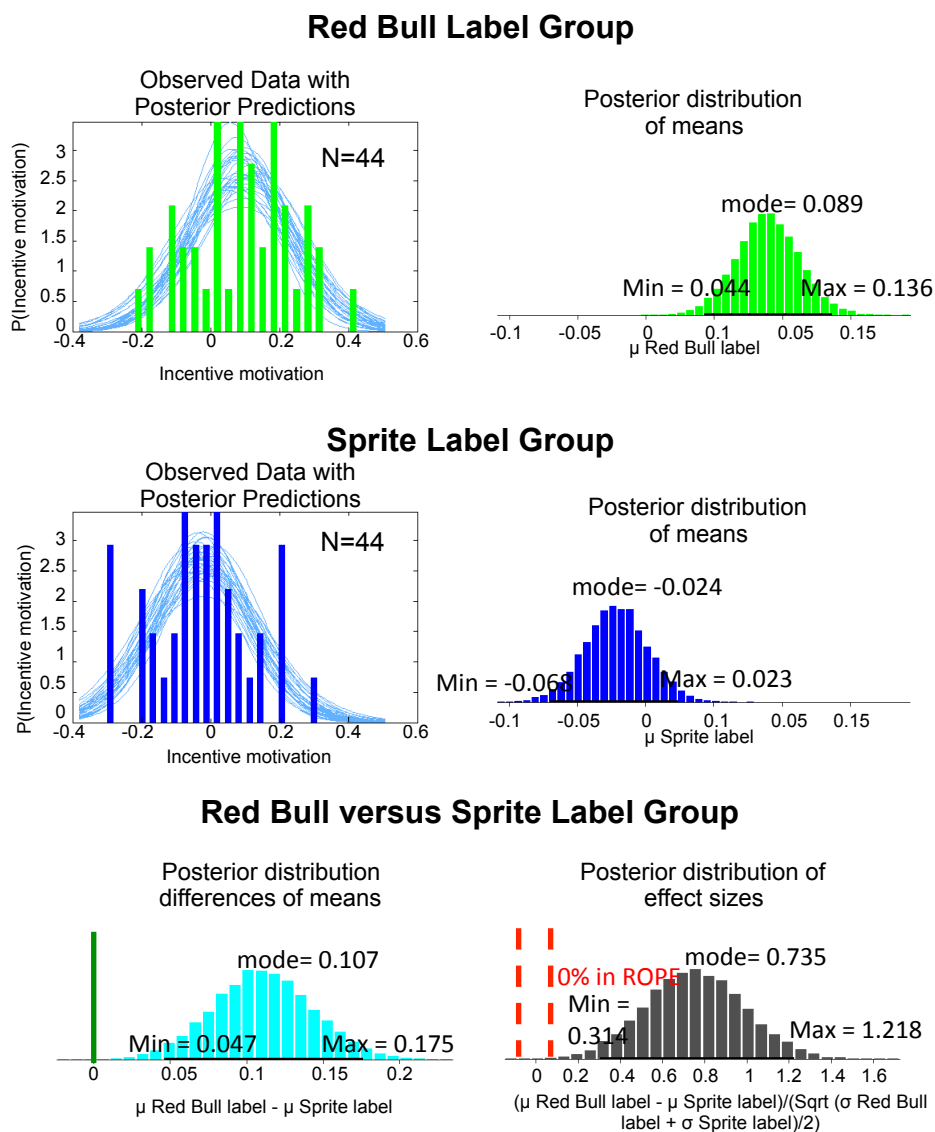 Red Bull Label Group
Observed Data with
Posterior Predictions
N=44
P(Incentive motivation)
3
2.5
2
1.5
1
0.5
0
-0.4
-0.2
0
0.2
0.4
0.6
Incentive motivation
Posterior distribution
of means
mode= 0.089
Min = 0.044
Max = 0.136
-0.1
-0.05
0
0.1
0.05
0.15
μ Red Bull label
Sprite Label Group
Observed Data with
Posterior Predictions
N=44
P(Incentive motivation)
3
2.5
2
1.5
1
0.5
0
-0.4
-0.2
0
0.2
0.4
0.6
Incentive motivation
Posterior distribution
of means
mode= -0.024
Min = -0.068
Max = 0.023
-0.1
-0.05
0
0.1
0.05
0.15
μ Sprite label
Red Bull versus Sprite Label Group
Posterior distribution
differences of means
mode= 0.107
Min = 0.047
Max = 0.175
0
0.05
0.1
0.15
0.2
μ Red Bull label - μ Sprite label
Posterior distribution of
effect sizes
mode= 0.735
0% in ROPE
Min =
0.314
Max = 1.218
0
0.2
0.4
0.6
0.8
1
1.2
1.4
1.6
(μ Red Bull label - μ Sprite label)/(Sqrt (σ Red Bull
label + σ Sprite label)/2)